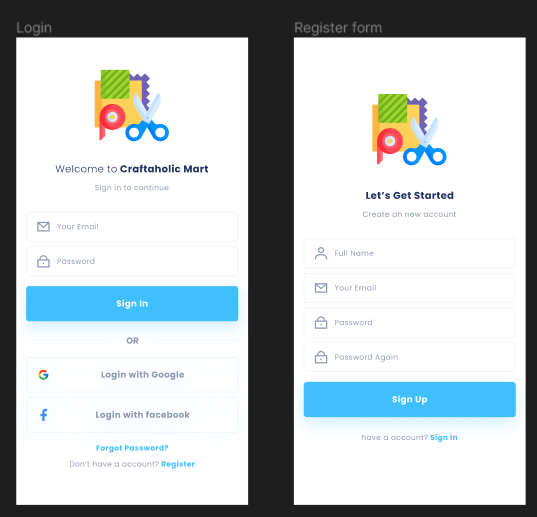 Login
Welcome to Craftaholic Mart
Sign in to continue
Your Email
Password
Sign In
OR
Login with Google
Login with facebook
Forgot Password?
Don't have a account? Register
Register form
Let's Get Started
Create an new account
Full Name
Your Email
Password
Password Again
Sign Up
have a account? Sign In